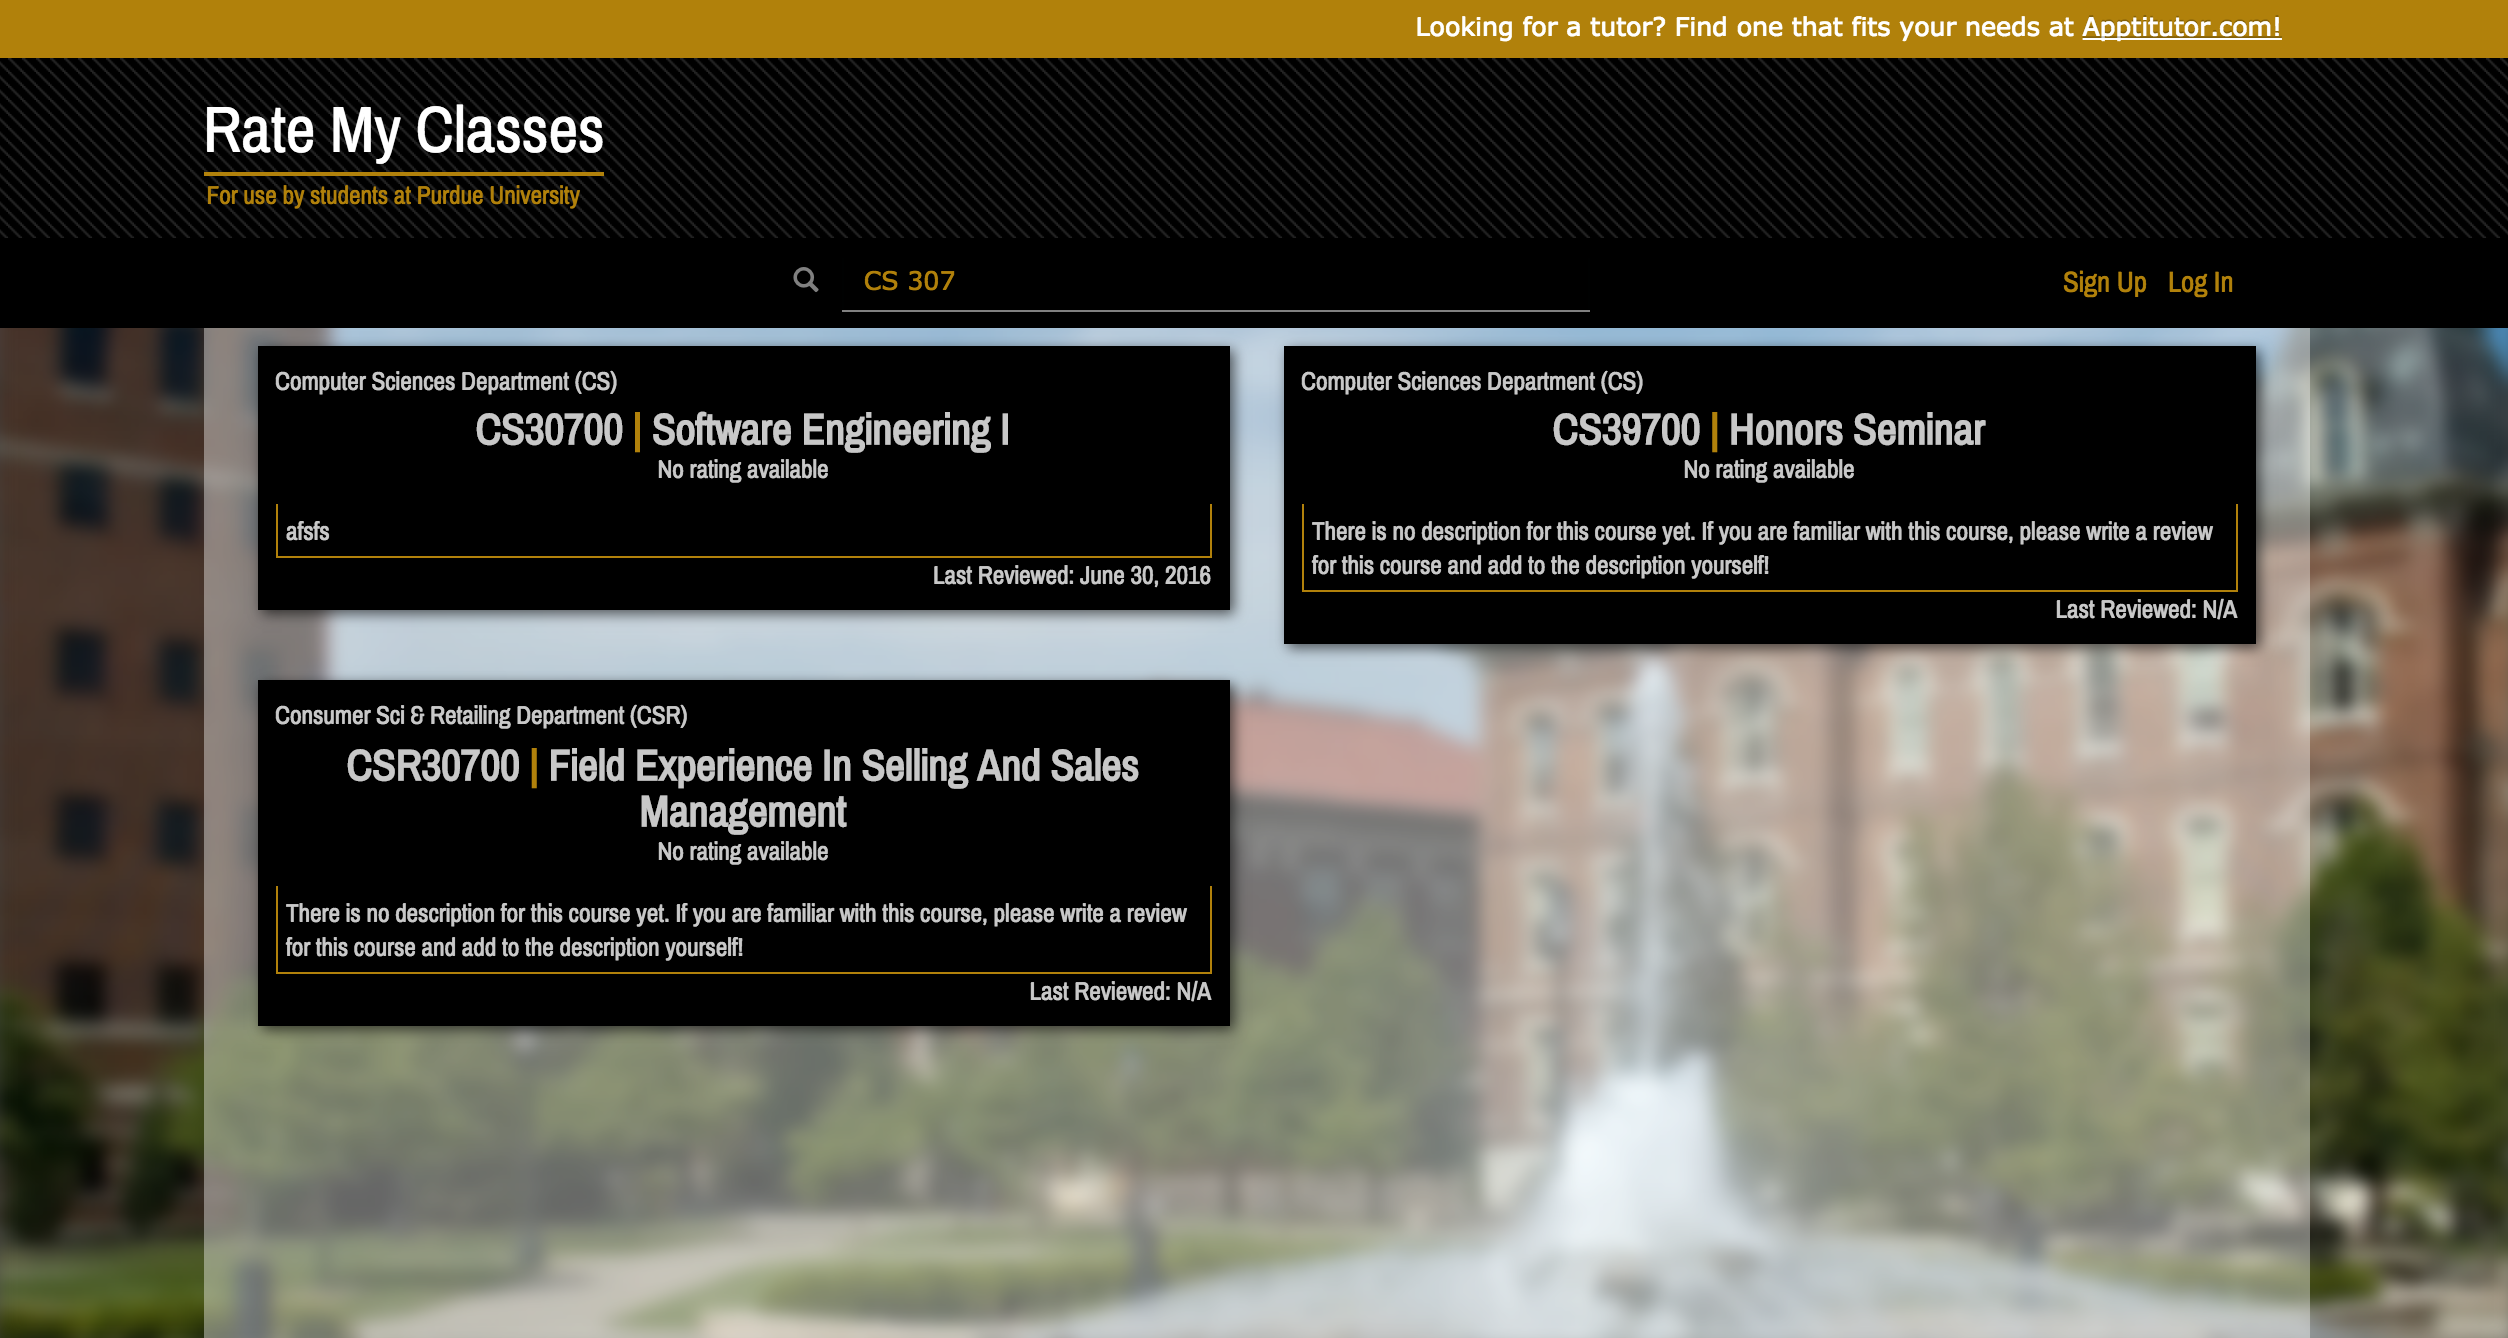 Looking for a tutor? Find one that fits your needs at Apptitutor.com!
Rate My Classes
For use by students at Purdue University
CS 307
Sign Up Log In
Computer Sciences Department (CS)
CS30700 | Software Engineering I
No rating available
afsfs
Last Reviewed: June 30, 2016
Computer Sciences Department (CS)
CS39700 | Honors Seminar
No rating available
There is no description for this course yet. If you are familiar with this course, please write a review
for this course and add to the description yourself!
Last Reviewed: N/A
Consumer Sci & Retailing Department (CSR)
CSR30700 | Field Experience In Selling And Sales
Management
No rating available
There is no description for this course yet. If you are familiar with this course, please write a review
for this course and add to the description yourself!
Last Reviewed: N/A